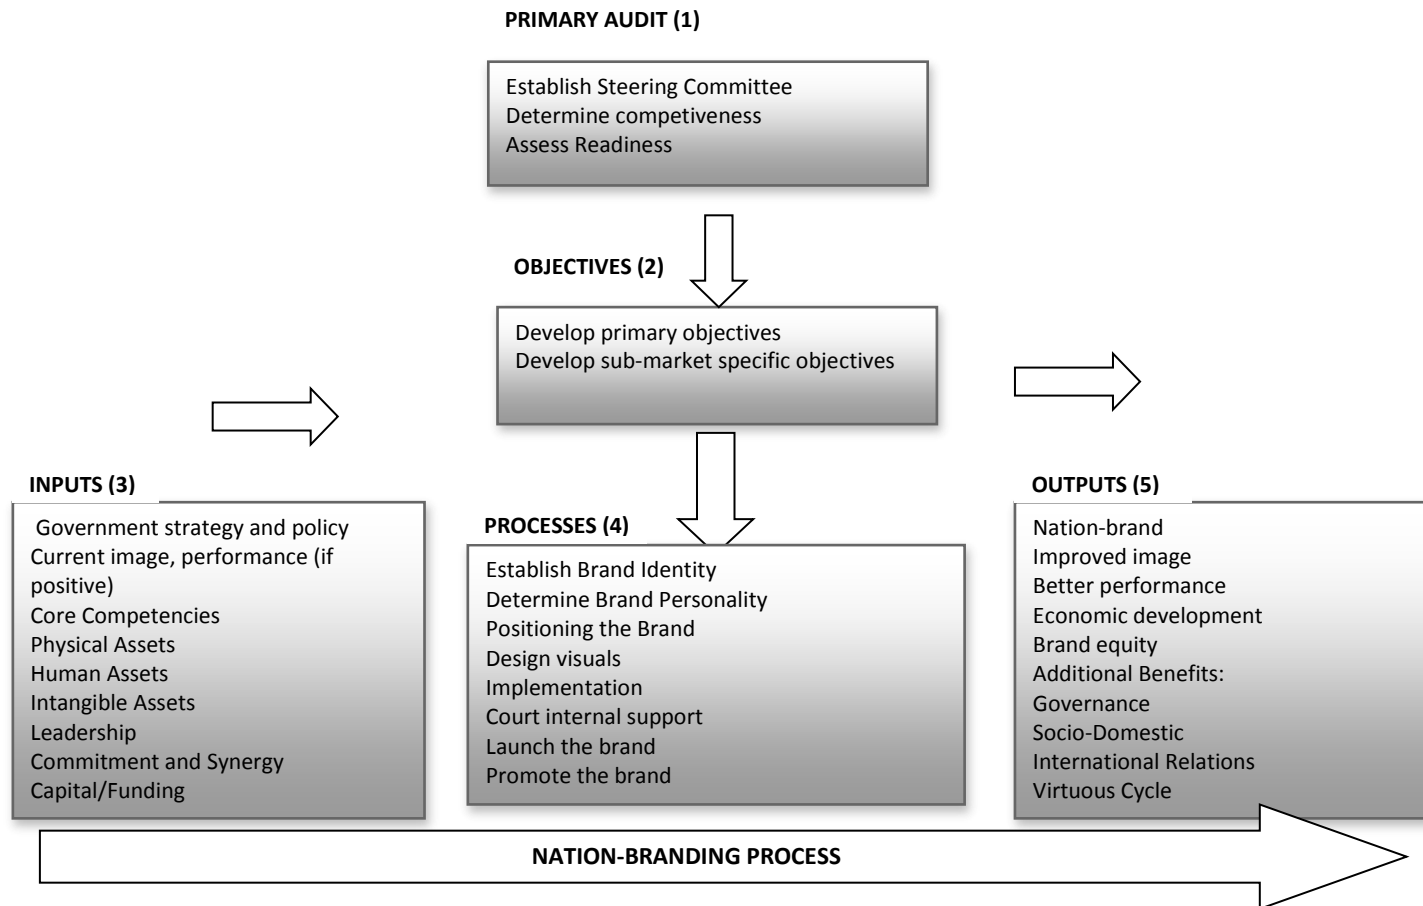 PRIMARY AUDIT (1)
Establish Steering Committee
Determine competiveness
Assess Readiness
OBJECTIVES (2)
Develop primary objectives
Develop sub-market specific objectives
INPUTS (3)
Government strategy and policy
Current image, performance (if
positive)
Core Competencies
Physical Assets
Human Assets
Intangible Assets
Leadership
Commitment and Synergy
Capital/Funding
PROCESSES (4)
Establish Brand Identity
Determine Brand Personality
Positioning the Brand
Design visuals
Implementation
Court internal support
Launch the brand
Promote the brand
OUTPUTS (5)
Nation-brand
Improved image
Better performance
Economic development
Brand equity
Additional Benefits:
Governance
Socio-Domestic
International Relations
Virtuous Cycle
NATION-BRANDING PROCESS